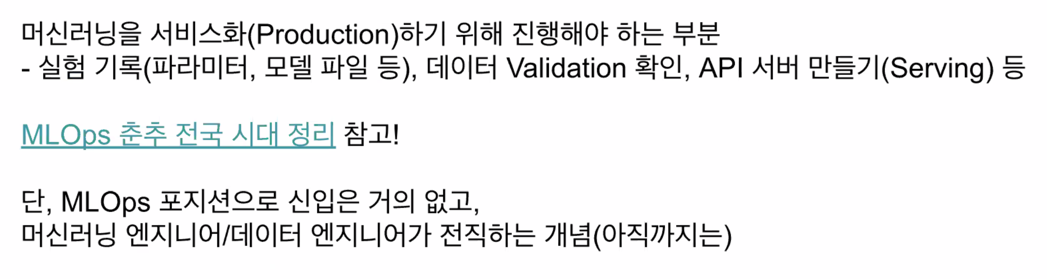 머신러닝을 서비스화(Production)하기 위해 진행해야 하는 부분
- 실험 기록(파라미터, 모델 파일 등), 데이터 Validation 확인, API 서버 만들기(Serving) 등
MLOps 춘추 전국 시대 정리 참고!
단, MLOps 포지션으로 신입은 거의 없고,
머신러닝 엔지니어/데이터 엔지니어가 전직하는 개념(아직까지는)